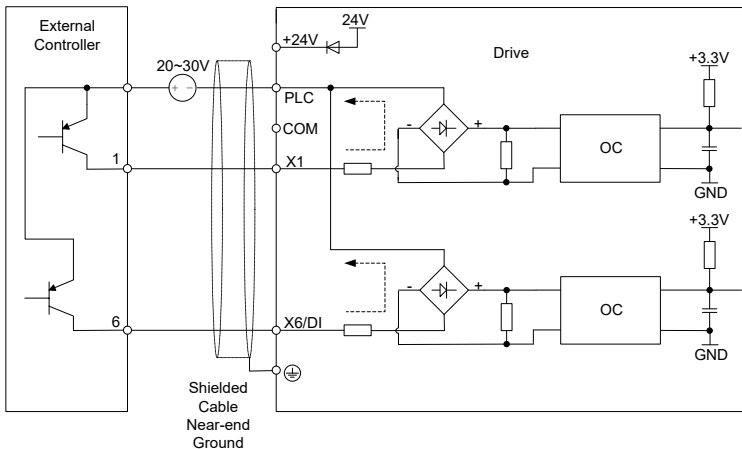 External
Controller
24V
+24V
Drive
20~30V
+ -
PLC
COM
1
X1
- +
OC
+3.3V
GND
+3.3V
6
X6/DI
- +
OC
GND
Shielded
Cable
Near-end
Ground